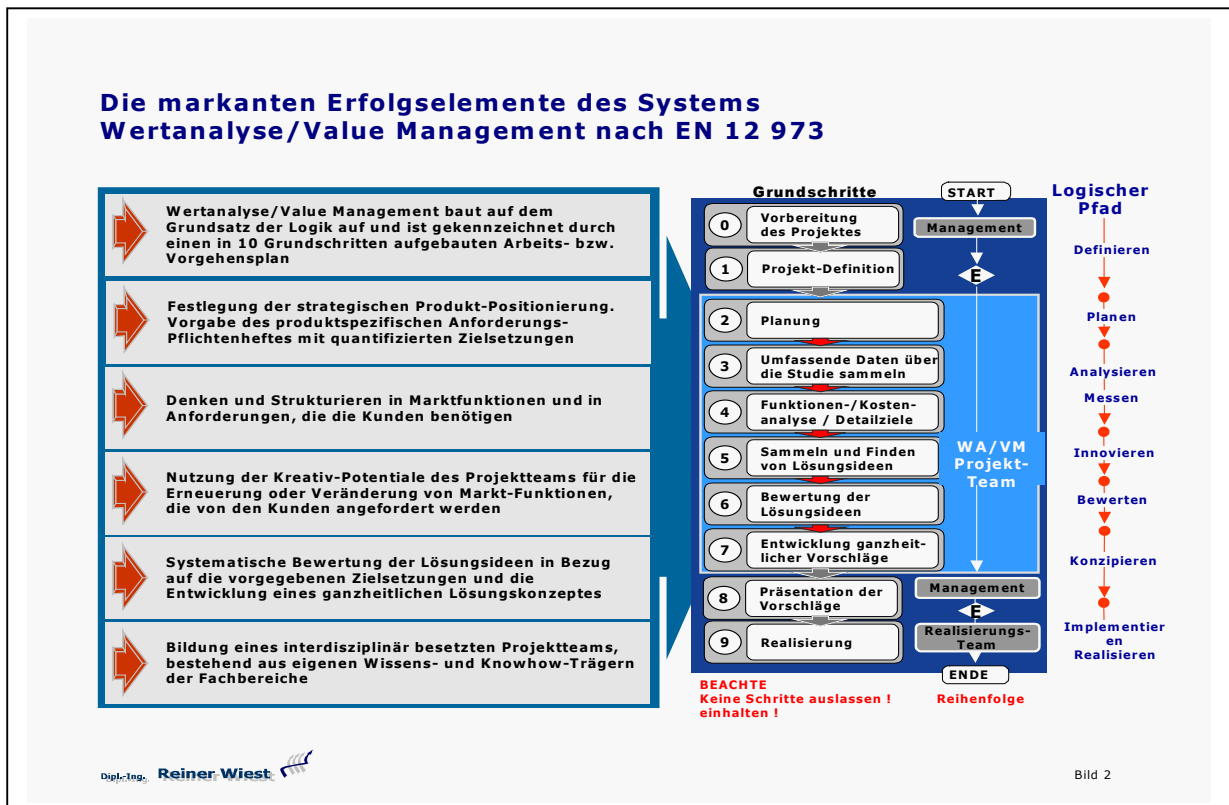 Die markanten Erfolgselemente des Systems
Wertanalyse/Value Management nach EN 12 973
Wertanalyse/Value Management baut auf dem
Grundsatz der Logik auf und ist gekennzeichnet durch
einen in 10 Grundschritten aufgebauten Arbeits- bzw.
Vorgehensplan
Festlegung der strategischen Produkt-Positionierung.
Vorgabe des produktspezifischen Anforderungs-
Pflichtenheftes mit quantifizierten Zielsetzungen
Denken und Strukturieren in Marktfunktionen und in
Anforderungen, die die Kunden benötigen
Nutzung der Kreativ-Potentiale des Projektteams für die
Erneuerung oder Veränderung von Markt-Funktionen,
die von den Kunden angefordert werden
Systematische Bewertung der Lösungsideen in Bezug
auf die vorgegebenen Zielsetzungen und die
Entwicklung eines ganzheitlichen Lösungskonzeptes
Bildung eines interdisziplinär besetzten Projektteams,
bestehend aus eigenen Wissens- und Knowhow-Trägern
der Fachbereiche
Grundschritte
0
Vorbereitung
des Projektes
1
Projekt-Definition
2
Planung
3
Umfassende Daten über
die Studie sammeln
4
Funktionen-/Kosten-
analyse / Detailziele
5
Sammeln und Finden
von Lösungsideen
6
Bewertung der
Lösungsideen
7
Entwicklung ganzheit-
licher Vorschläge
8
Präsentation der
Vorschläge
9
Realisierung
START
Management
E
WA/VM
Projekt-
Team
Management
E
Realisierungs-
Team
ENDE
Logischer
Pfad
Definieren
Planen
Analysieren
Messen
Innovieren
Bewerten
Konzipieren
Implementier
en
Realisieren
BEACHTE
Keine Schritte auslassen ! Reihenfolge
einhalten !
Dipl.-Ing. Reiner Wiest
Bild 2